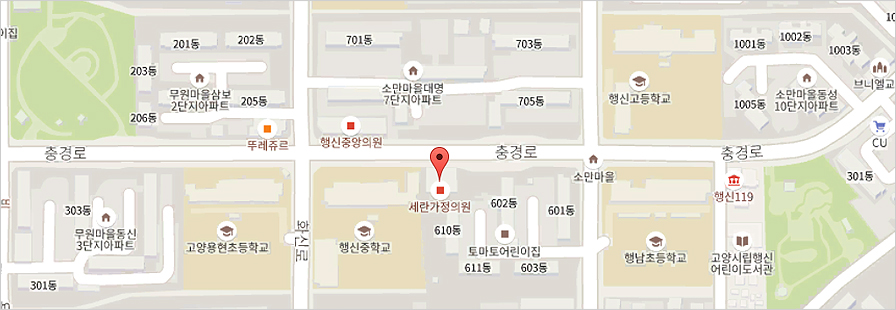 이집
201동
202동
203동
무원마을삼보
2단지아파트
205동
206동
뚜레쥬르
701동
703동
소만마을대명
7단지아파트
705동
행신중앙의원
행신고등학교
1001동
1002동
1003동
소만마을동성
10단지아파트
1005동
브니엘교
CU
충경로
충경로
충경로
소만마을
301동
303동
무원마을동신
3단지아파트
301동
고양용현초등학교
화신로
행신중학교
세란가정의원
610동
602동
601동
토마토어린이집
611동
603동
행남초등학교
행신119
고양시립행신
어린이도서관